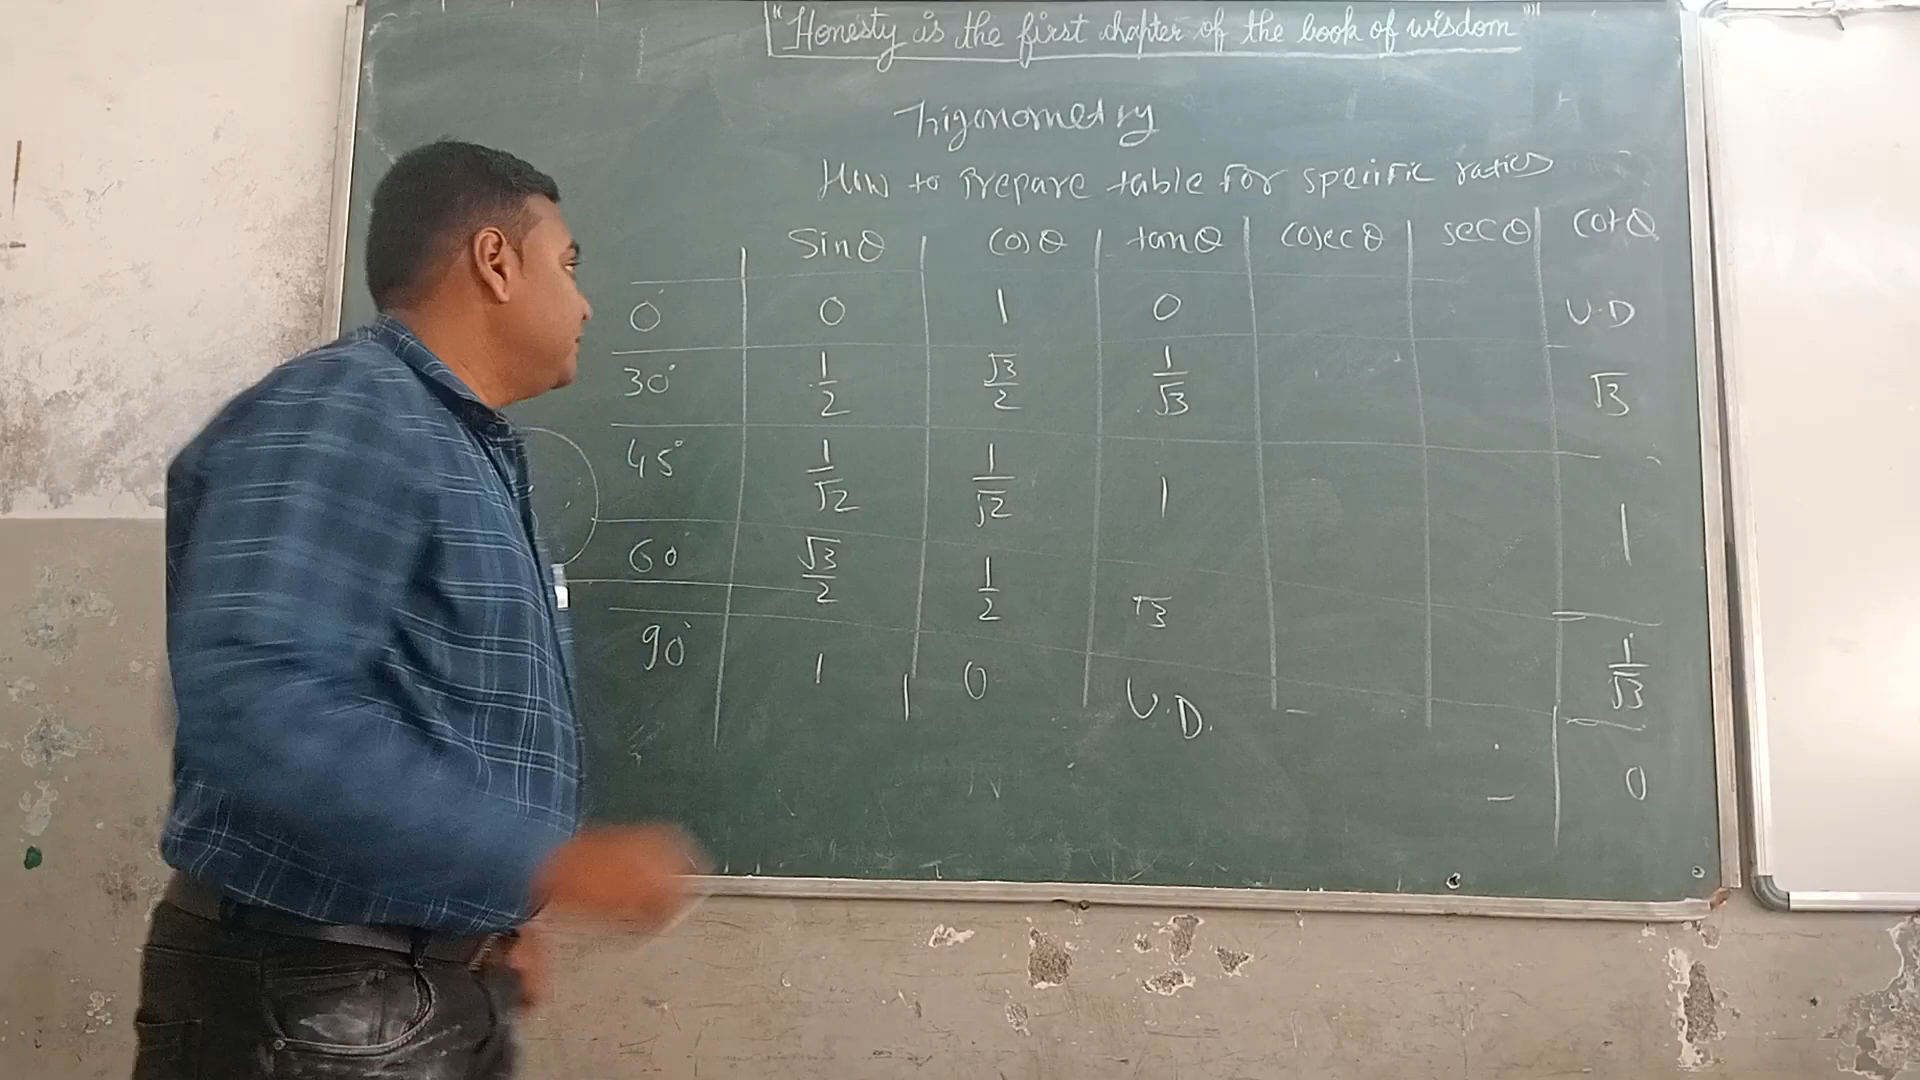 "Honesty is the first chapter of the book of wisdom"
Trigonometry
How to Prepare table for specific ratios
sinθ cosθ tanθ cosecθ secθ cotθ
0° 0 1 0 U.D
30° 1/2 √3/2 1/√3 √3
45° 1/√2 1/√2 1 1
60° √3/2 1/2 √3 1/√3
90° 1 0 U.D. 0